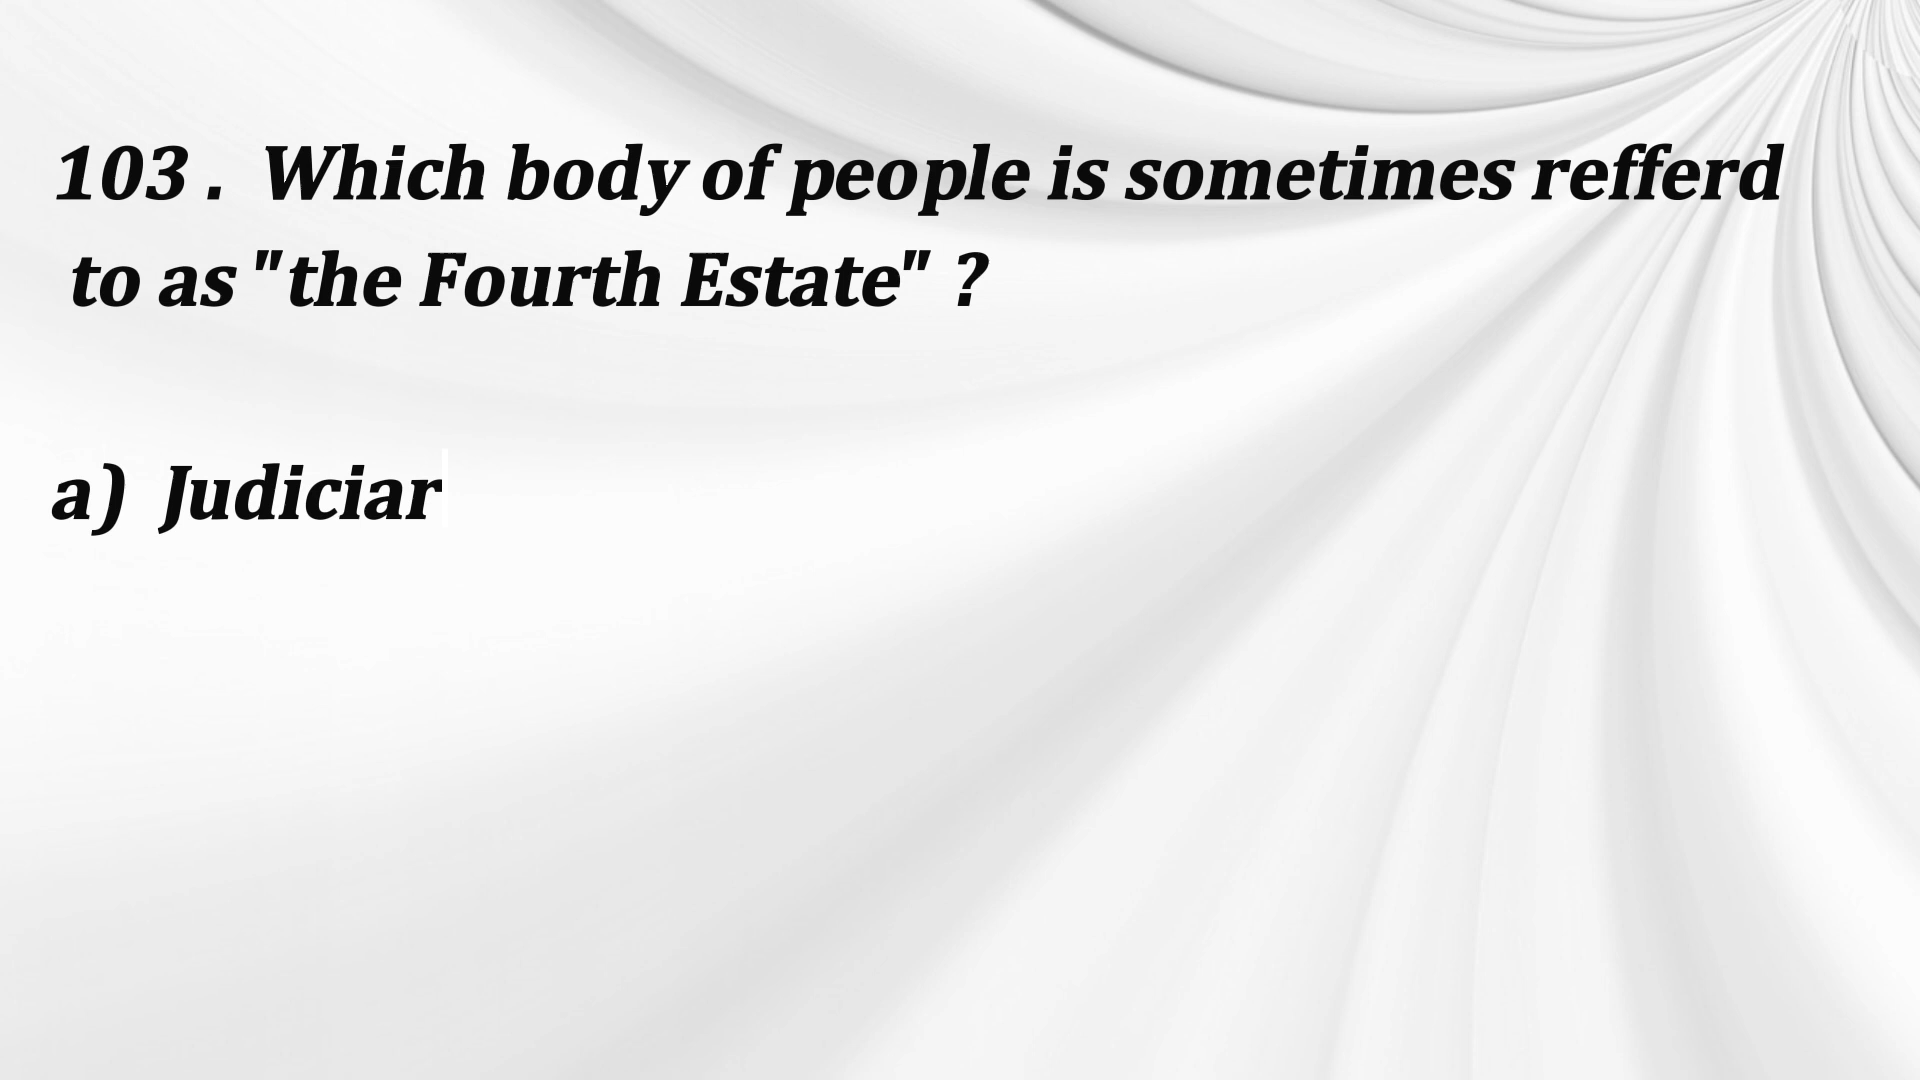 103 .  Which body of people is sometimes refferd
to as "the Fourth Estate" ?
a)  Judiciar